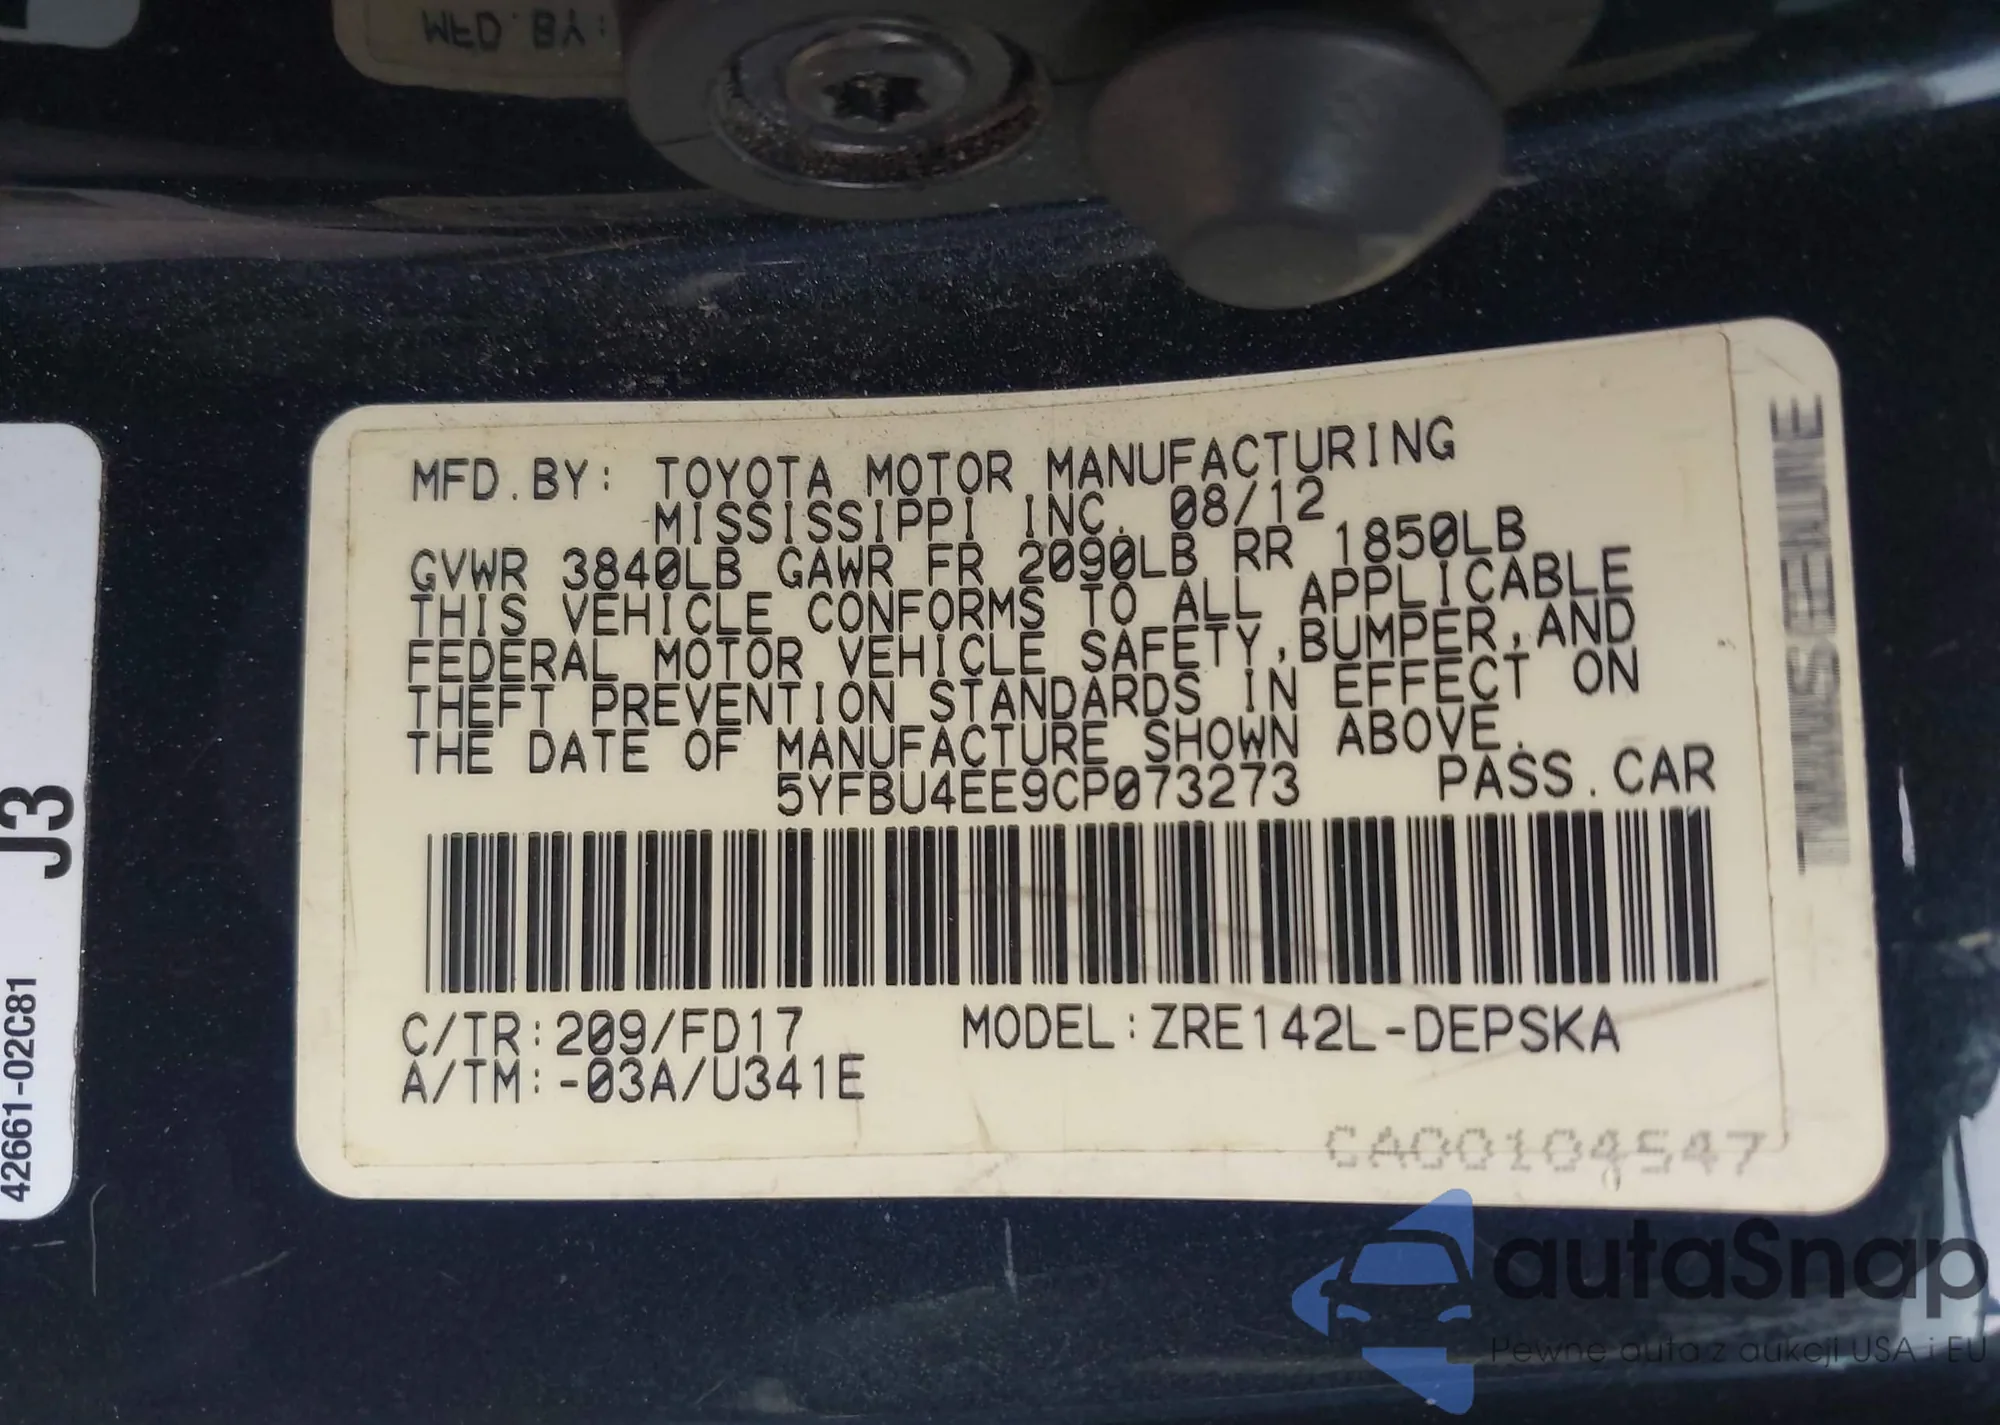 MFD.BY:
MFD.BY: TOYOTA MOTOR MANUFACTURING
MISSISSIPPI INC. 08/12
GVWR 3840LB GAWR FR 2090LB RR 1850LB
THIS VEHICLE CONFORMS TO ALL APPLICABLE
FEDERAL MOTOR VEHICLE SAFETY,BUMPER,AND
THEFT PREVENTION STANDARDS IN EFFECT ON
THE DATE OF MANUFACTURE SHOWN ABOVE.
5YFBU4EE9CP073273 PASS.CAR
C/TR:209/FD17 MODEL:ZRE142L-DEPSKA
A/TM:-03A/U341E
CA00104547
J3
42661-02C81
autaSnap
Pewne auta z aukcji USA i EU